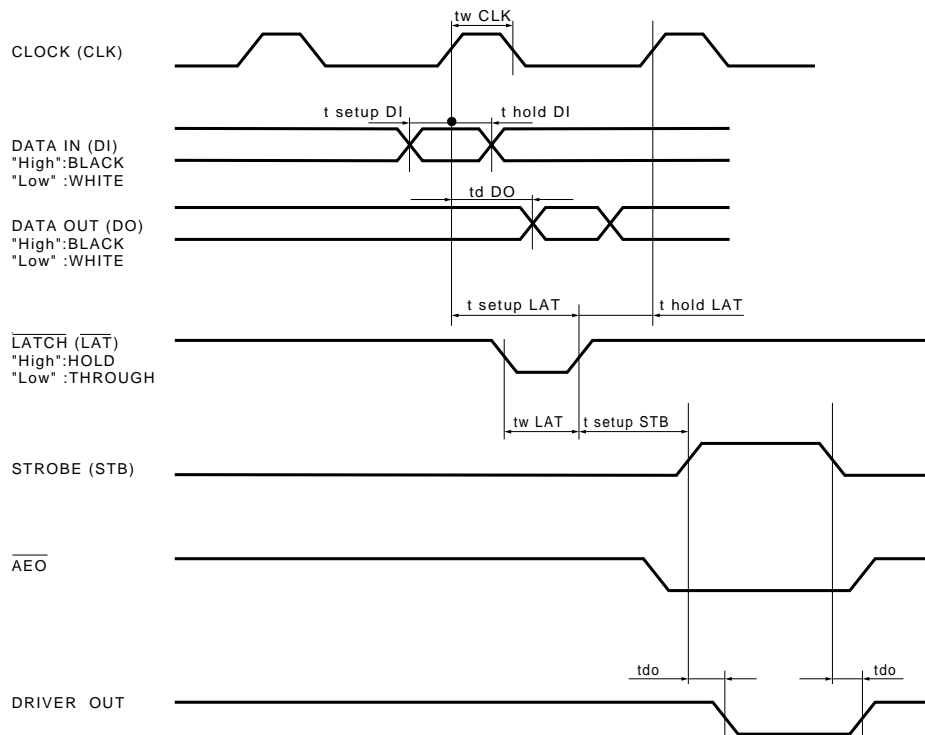 tw CLK
CLOCK (CLK)
t setup DI
t hold DI
DATA IN (DI)
"High":BLACK
"Low" :WHITE
td DO
DATA OUT (DO)
"High":BLACK
"Low" :WHITE
t setup LAT
t hold LAT
LATCH (LAT)
"High":HOLD
"Low" :THROUGH
tw LAT
t setup STB
STROBE (STB)
AEO
tdo
tdo
DRIVER OUT